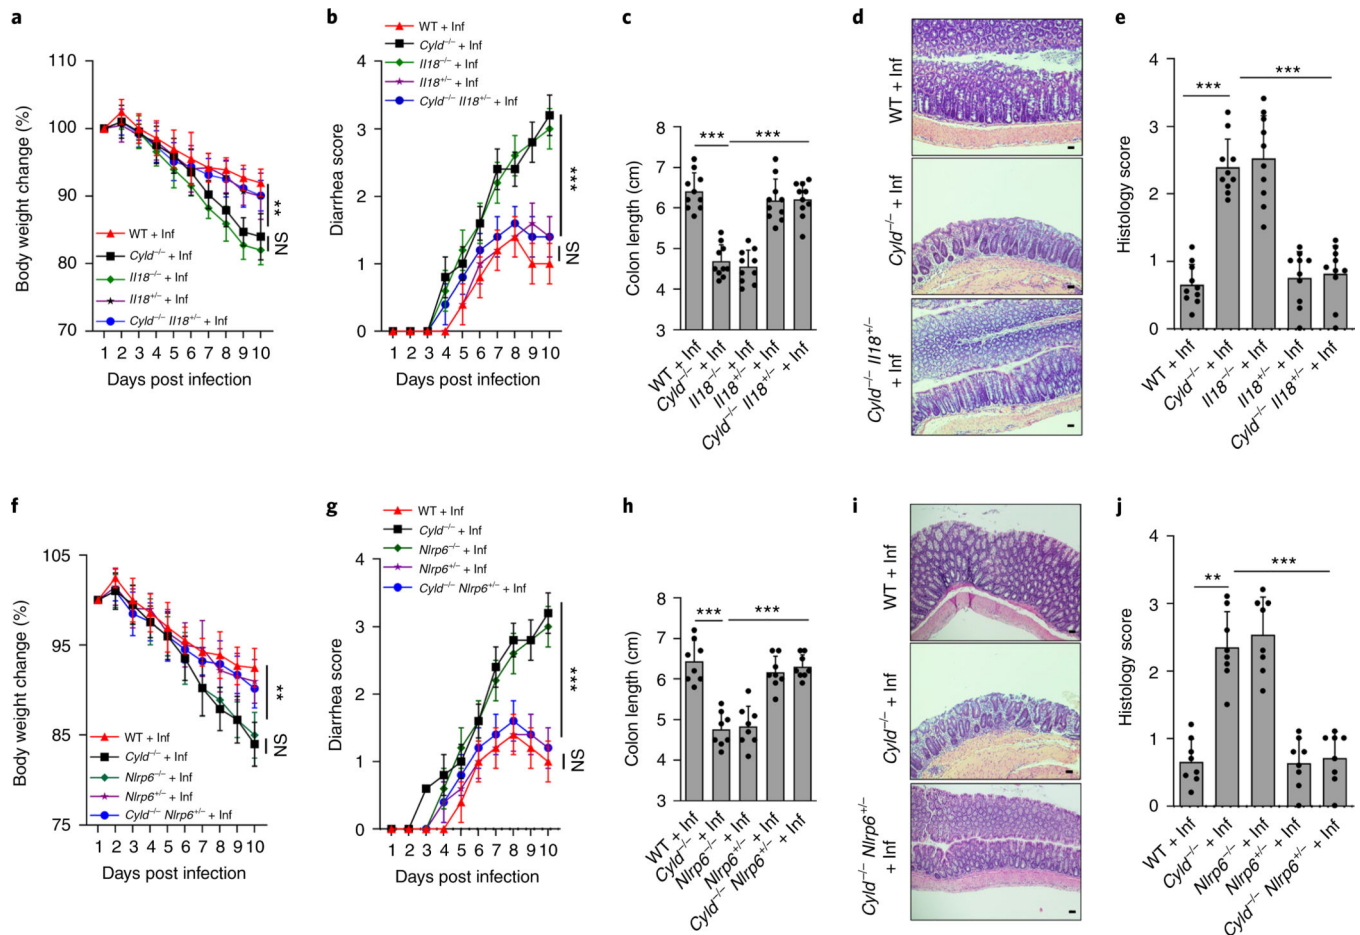 a
Body weight change (%)
110
100
90
80
70
**
NS
WT + Inf
Cyld⁻/⁻ + Inf
Il18⁻/⁻ + Inf
Il18⁺/⁻ + Inf
Cyld⁻/⁻ Il18⁺/⁻ + Inf
1 2 3 4 5 6 7 8 9 10
Days post infection
b
WT + Inf
Cyld⁻/⁻ + Inf
Il18⁻/⁻ + Inf
Il18⁺/⁻ + Inf
Cyld⁻/⁻ Il18⁺/⁻ + Inf
Diarrhea score
4
3
2
1
0
***
NS
1 2 3 4 5 6 7 8 9 10
Days post infection
c
Colon length (cm)
8
7
6
5
4
3
*** ***
WT + Inf
Cyld⁻/⁻ + Inf
Il18⁻/⁻ + Inf
Il18⁺/⁻ + Inf
Cyld⁻/⁻ Il18⁺/⁻ + Inf
d
WT + Inf
Cyld⁻/⁻ + Inf
Cyld⁻/⁻ Il18⁺/⁻
+ Inf
e
Histology score
4
3
2
1
0
*** ***
WT + Inf
Cyld⁻/⁻ + Inf
Il18⁻/⁻ + Inf
Il18⁺/⁻ + Inf
Cyld⁻/⁻ Il18⁺/⁻ + Inf
f
Body weight change (%)
105
95
85
75
**
NS
WT + Inf
Cyld⁻/⁻ + Inf
Nlrp6⁻/⁻ + Inf
Nlrp6⁺/⁻ + Inf
Cyld⁻/⁻ Nlrp6⁺/⁻ + Inf
1 2 3 4 5 6 7 8 9 10
Days post infection
g
WT + Inf
Cyld⁻/⁻ + Inf
Nlrp6⁻/⁻ + Inf
Nlrp6⁺/⁻ + Inf
Cyld⁻/⁻ Nlrp6⁺/⁻ + Inf
Diarrhea score
4
3
2
1
0
***
NS
1 2 3 4 5 6 7 8 9 10
Days post infection
h
Colon length (cm)
8
7
6
5
4
3
*** ***
WT + Inf
Cyld⁻/⁻ + Inf
Nlrp6⁻/⁻ + Inf
Nlrp6⁺/⁻ + Inf
Cyld⁻/⁻ Nlrp6⁺/⁻ + Inf
i
WT + Inf
Cyld⁻/⁻ + Inf
Cyld⁻/⁻ Nlrp6⁺/⁻
+ Inf
j
Histology score
4
3
2
1
0
** ***
WT + Inf
Cyld⁻/⁻ + Inf
Nlrp6⁻/⁻ + Inf
Nlrp6⁺/⁻ + Inf
Cyld⁻/⁻ Nlrp6⁺/⁻ + Inf